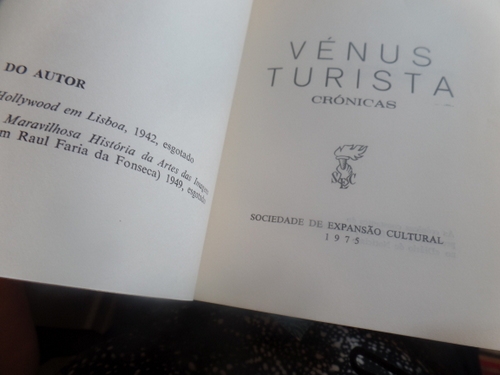 DO AUTOR
Hollywood em Lisboa, 1942, esgotado
Maravilhosa História da Artes das Imagens
m Raul Faria da Fonseca) 1949, esgotado.
VÉNUS
TURISTA
CRÓNICAS
SOCIEDADE DE EXPANSÃO CULTURAL
1975